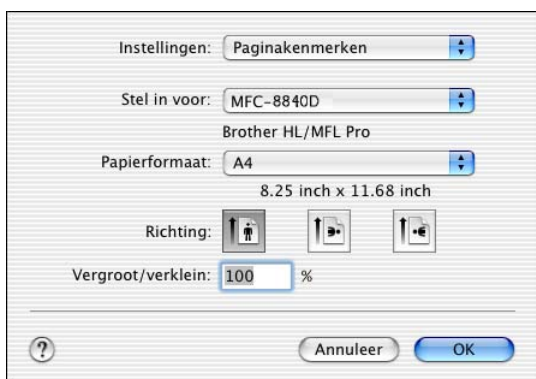 Instellingen: Paginakenmerken
Stel in voor: MFC-8840D
Brother HL/MFL Pro
Papierformaat: A4
8.25 inch x 11.68 inch
Richting:
Vergroot/verklein: 100 %
? Annuleer OK